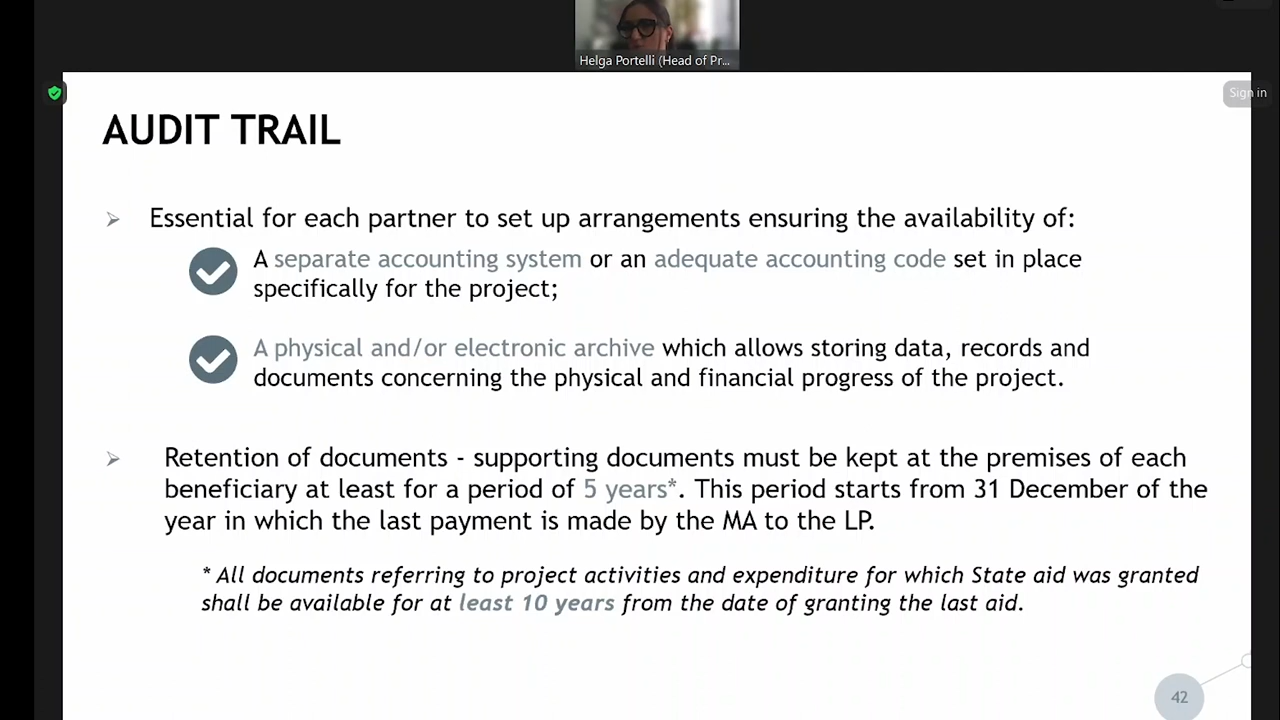 Helga Portelli (Head of Pr...
Sign in
AUDIT TRAIL
Essential for each partner to set up arrangements ensuring the availability of:
A separate accounting system or an adequate accounting code set in place
specifically for the project;
A physical and/or electronic archive which allows storing data, records and
documents concerning the physical and financial progress of the project.
Retention of documents - supporting documents must be kept at the premises of each
beneficiary at least for a period of 5 years*. This period starts from 31 December of the
year in which the last payment is made by the MA to the LP.
* All documents referring to project activities and expenditure for which State aid was granted
shall be available for at least 10 years from the date of granting the last aid.
42